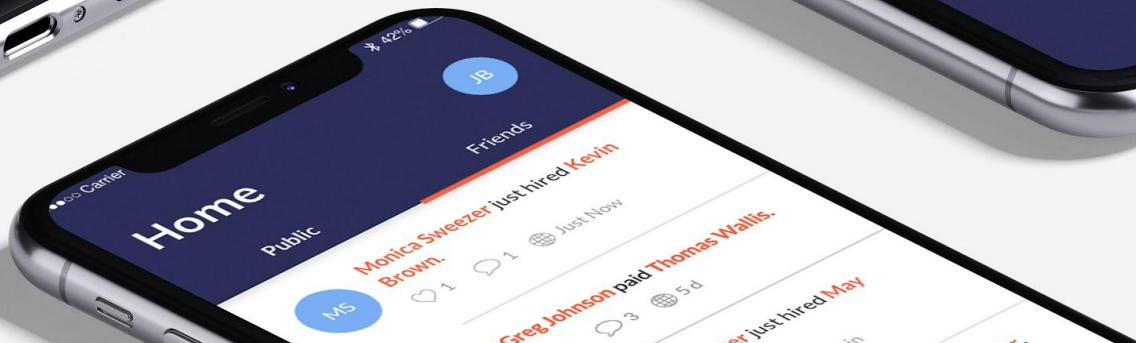 Carrier
42%
Home
JB
Public
Friends
MS
Monica Sweezer just hired Kevin
Brown.
1
1
Just Now
Greg Johnson paid Thomas Wallis.
3
5 d
just hired May